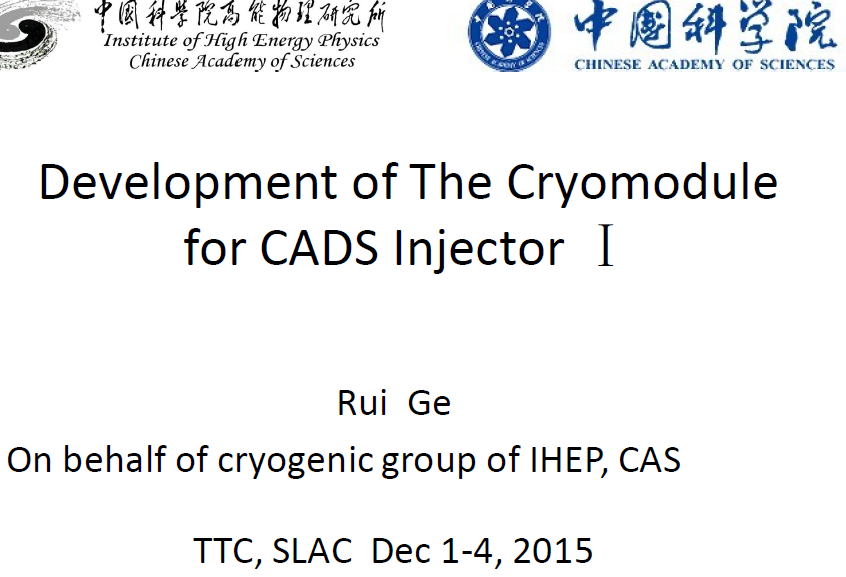 中國科學院高能物理研究所
Institute of High Energy Physics
Chinese Academy of Sciences
中国科学院
CHINESE ACADEMY OF SCIENCES
Development of The Cryomodule
for CADS Injector Ⅰ
Rui Ge
On behalf of cryogenic group of IHEP, CAS
TTC, SLAC Dec 1-4, 2015